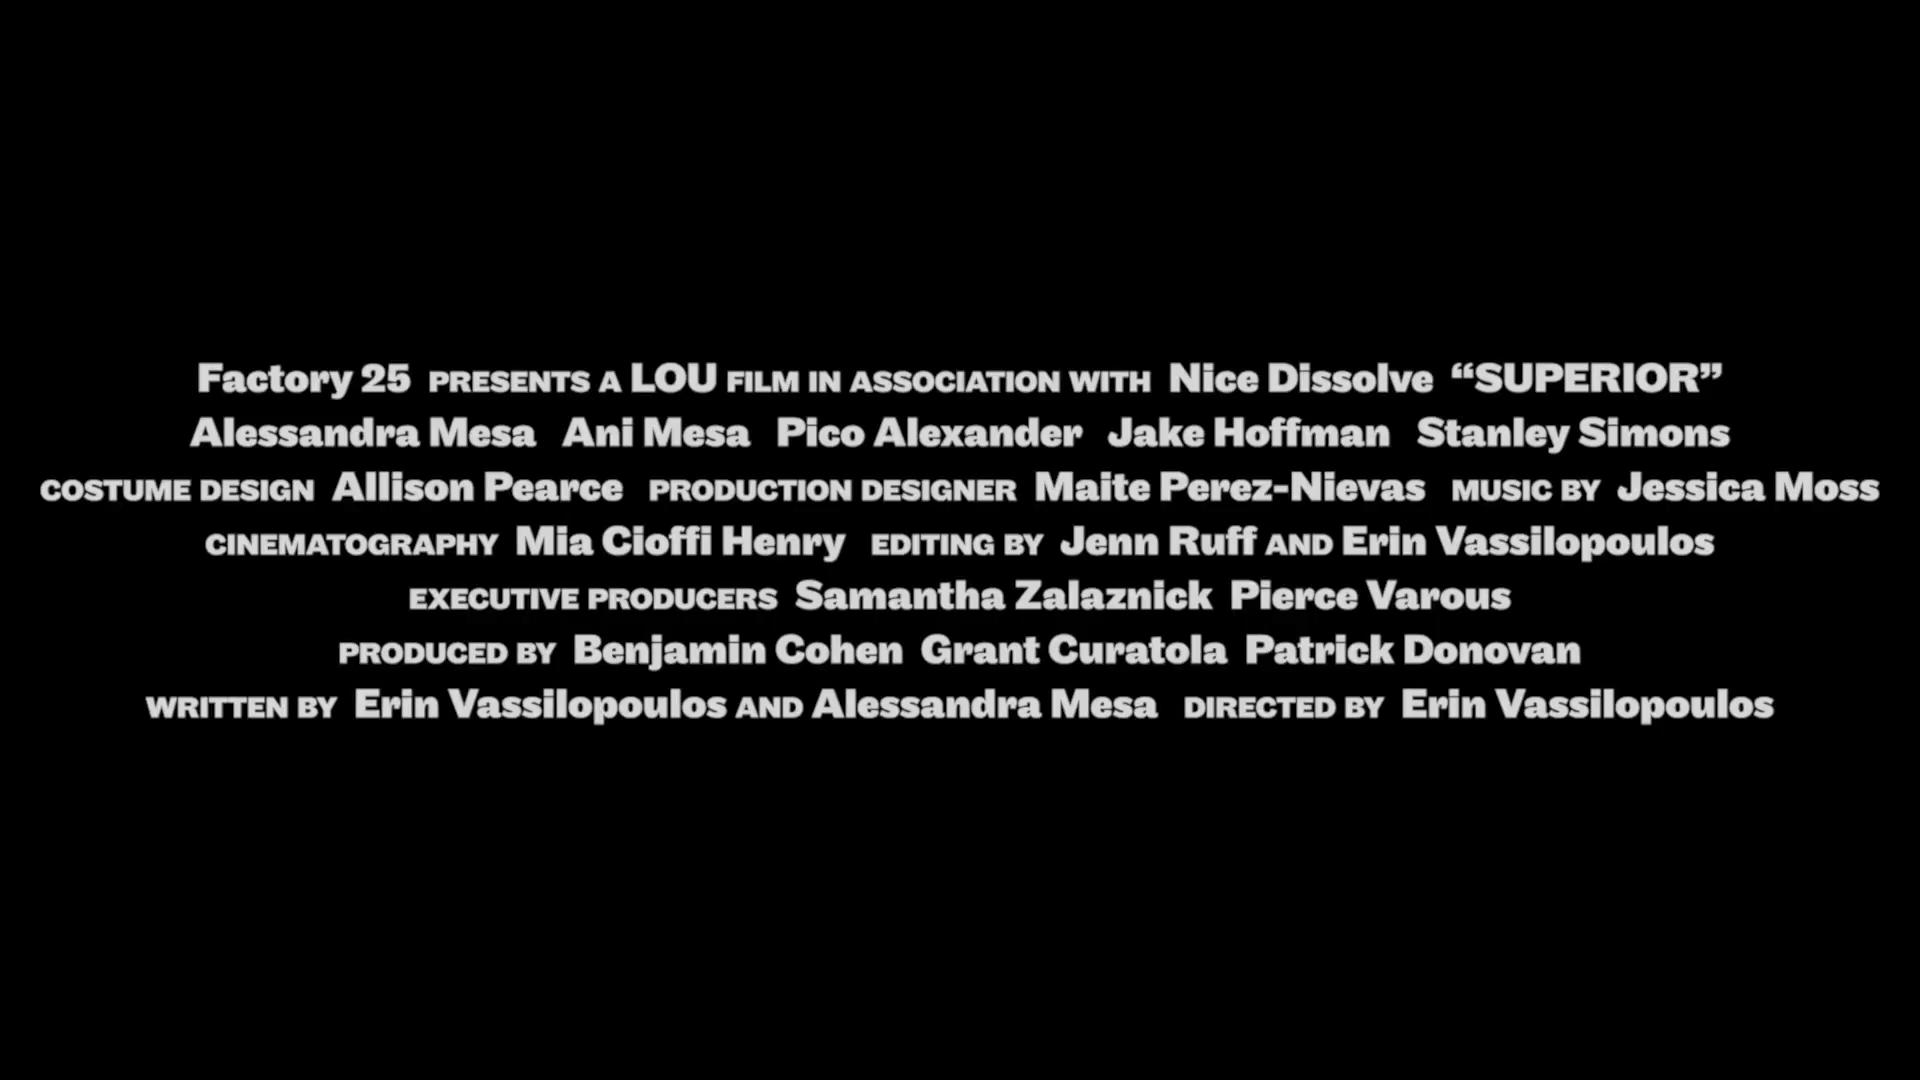 Factory 25 PRESENTS A LOU FILM IN ASSOCIATION WITH Nice Dissolve “SUPERIOR”
Alessandra Mesa Ani Mesa Pico Alexander Jake Hoffman Stanley Simons
COSTUME DESIGN Allison Pearce PRODUCTION DESIGNER Maite Perez-Nievas MUSIC BY Jessica Moss
CINEMATOGRAPHY Mia Cioffi Henry EDITING BY Jenn Ruff AND Erin Vassilopoulos
EXECUTIVE PRODUCERS Samantha Zalaznick Pierce Varous
PRODUCED BY Benjamin Cohen Grant Curatola Patrick Donovan
WRITTEN BY Erin Vassilopoulos AND Alessandra Mesa DIRECTED BY Erin Vassilopoulos